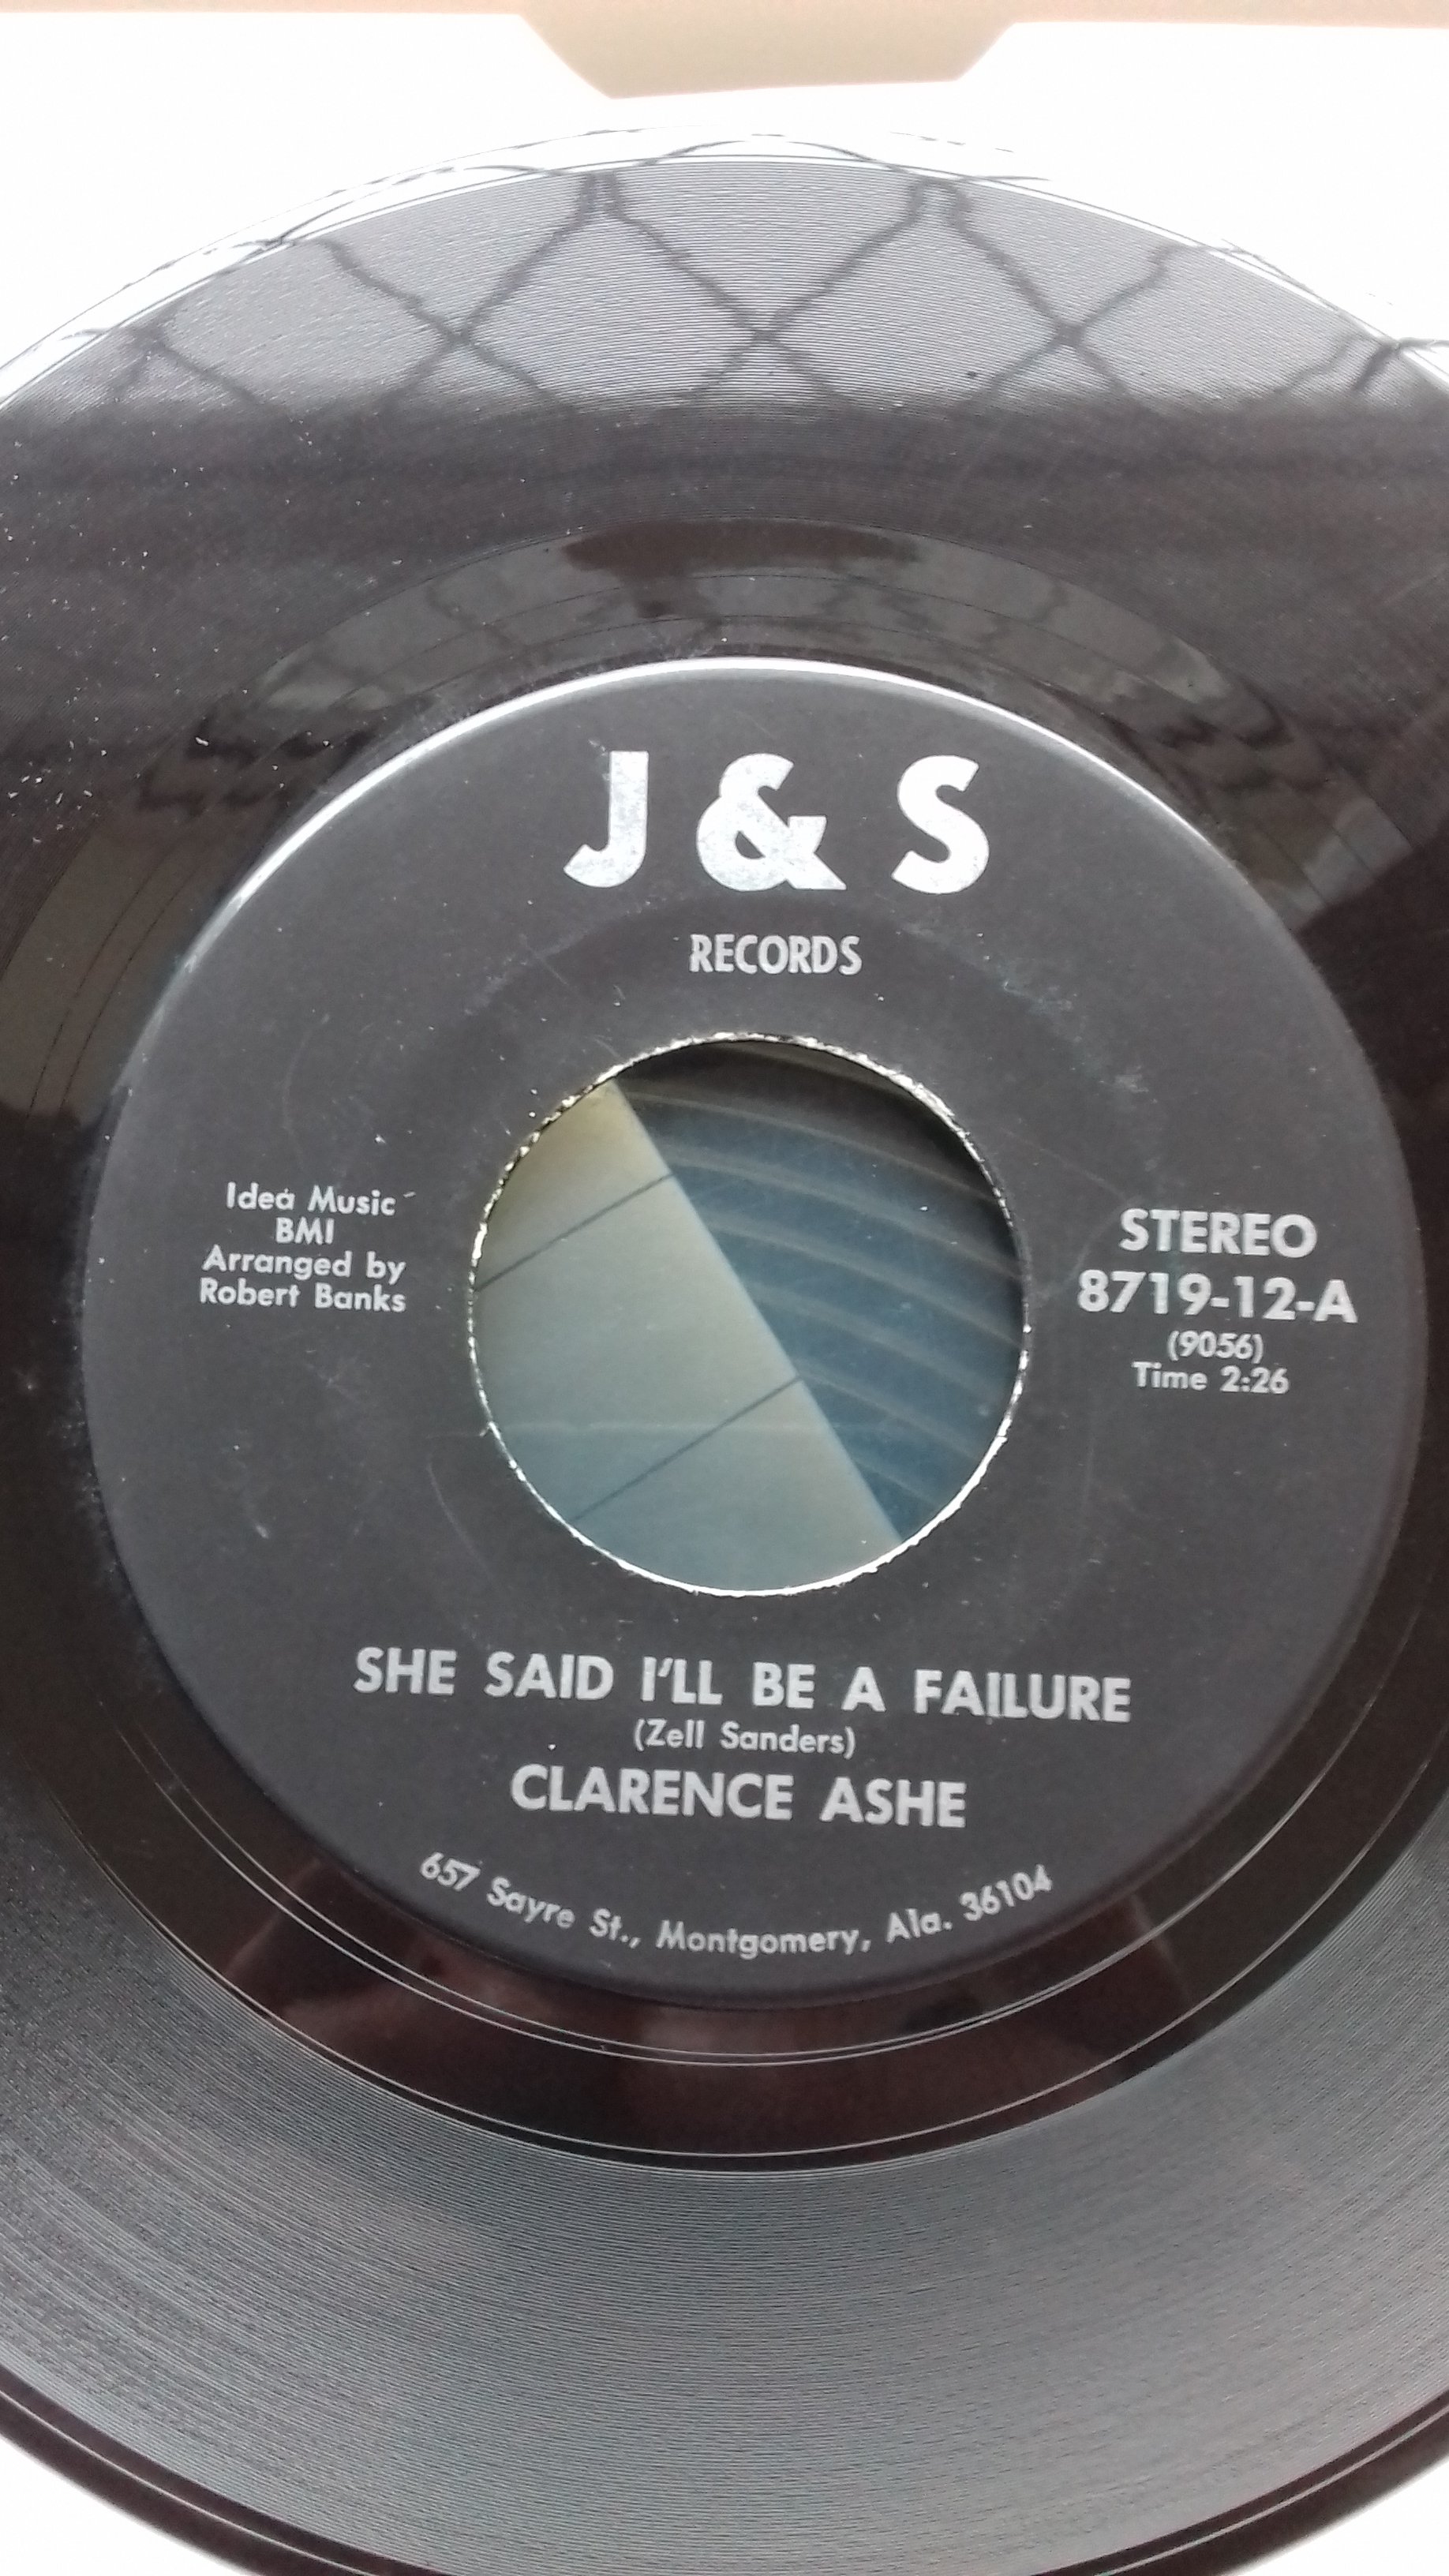 J & S
RECORDS
Idea Music
BMI
Arranged by
Robert Banks
STEREO
8719-12-A
(9056)
Time 2:26
SHE SAID I'LL BE A FAILURE
(Zell Sanders)
CLARENCE ASHE
657 Sayre St., Montgomery, Ala. 36104